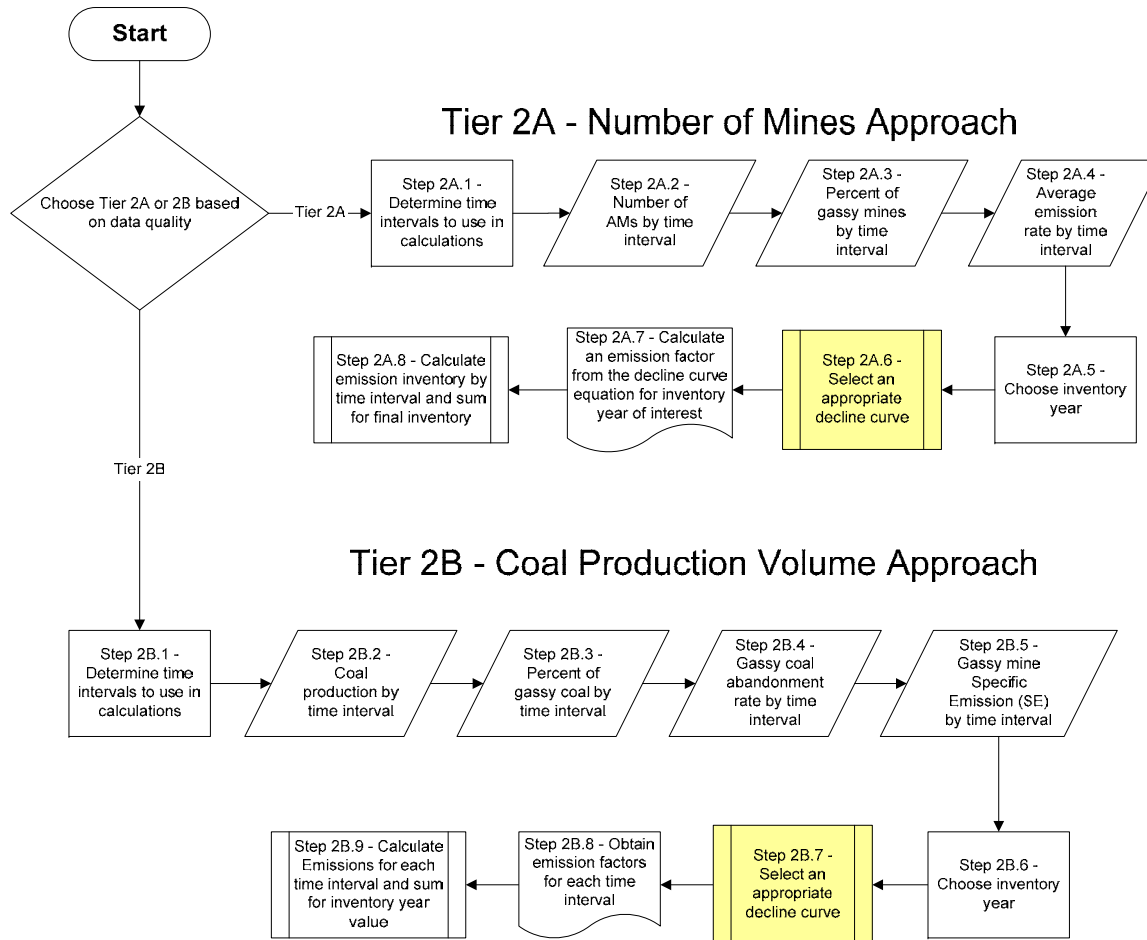 Start
Choose Tier 2A or 2B based
on data quality
Tier 2A
Tier 2A - Number of Mines Approach
Step 2A.1 -
Determine time
intervals to use in
calculations
Step 2A.2 -
Number of
AMs by time
interval
Step 2A.3 -
Percent of
gassy mines
by time
interval
Step 2A.4 -
Average
emission
rate by time
interval
Step 2A.5 -
Choose inventory
year
Step 2A.6 -
Select an
appropriate
decline curve
Step 2A.7 - Calculate
an emission factor
from the decline curve
equation for inventory
year of interest
Step 2A.8 - Calculate
emission inventory by
time interval and sum
for final inventory
Tier 2B
Tier 2B - Coal Production Volume Approach
Step 2B.1 -
Determine time
intervals to use in
calculations
Step 2B.2 -
Coal
production by
time interval
Step 2B.3 -
Percent of
gassy coal by
time interval
Step 2B.4 -
Gassy coal
abandonment
rate by time
interval
Step 2B.5 -
Gassy mine
Specific
Emission (SE)
by time interval
Step 2B.6 -
Choose inventory
year
Step 2B.7 -
Select an
appropriate
decline curve
Step 2B.8 - Obtain
emission factors
for each time
interval
Step 2B.9 - Calculate
Emissions for each
time interval and sum
for inventory year
value